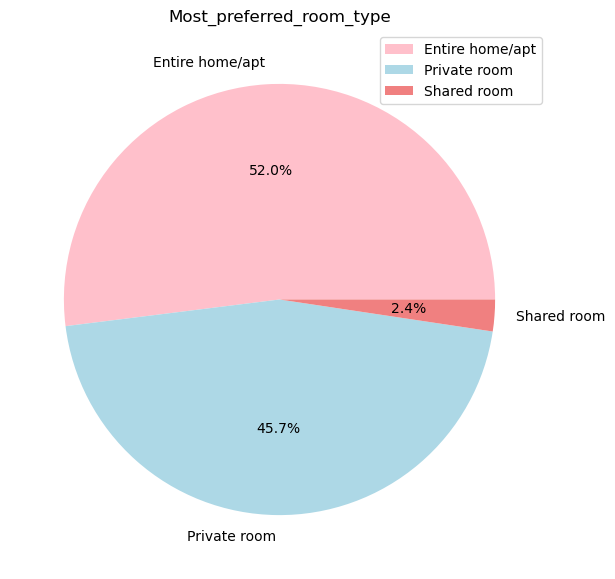 Most_preferred_room_type
Entire home/apt
Private room
Shared room
Entire home/apt
52.0%
2.4%
Shared room
45.7%
Private room